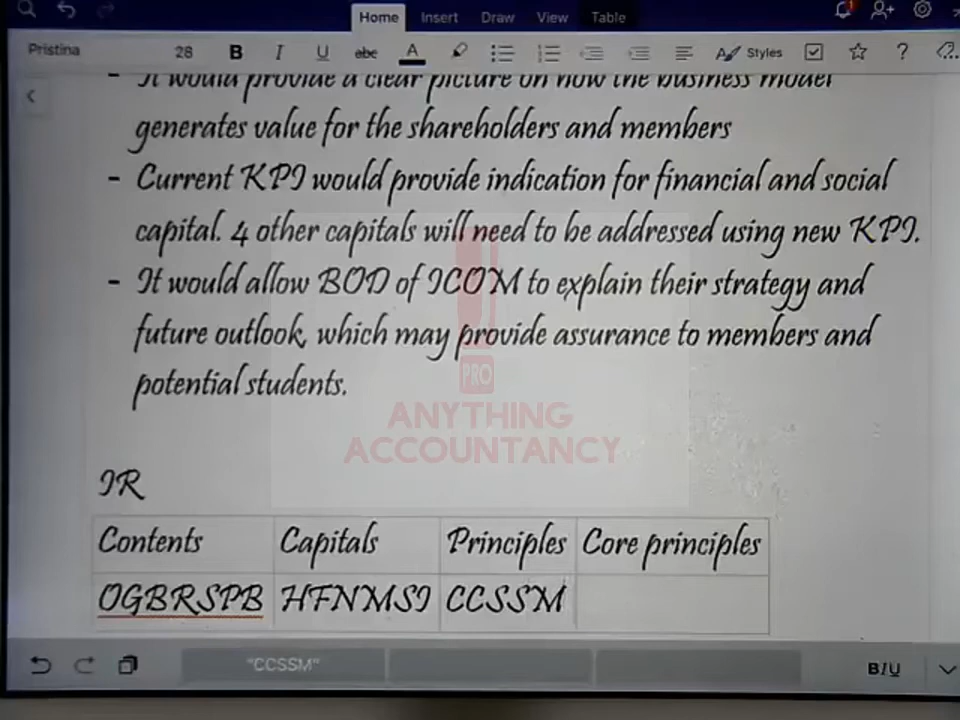 Home Insert Draw View Table
Pristina 28 B I U abc A Styles ?
- It would provide a clear picture on how the business model
generates value for the shareholders and members
- Current KPI would provide indication for financial and social
capital. 4 other capitals will need to be addressed using new KPI.
- It would allow BOD of ICOM to explain their strategy and
future outlook, which may provide assurance to members and
potential students.
PRO
ANYTHING
ACCOUNTANCY
IR
Contents Capitals Principles Core principles
OGBRSPB HFNMSI CCSSM
"CCSSM" BIU